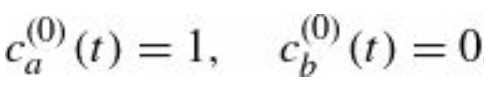 c_a^{(0)}(t) = 1,   c_b^{(0)}(t) = 0